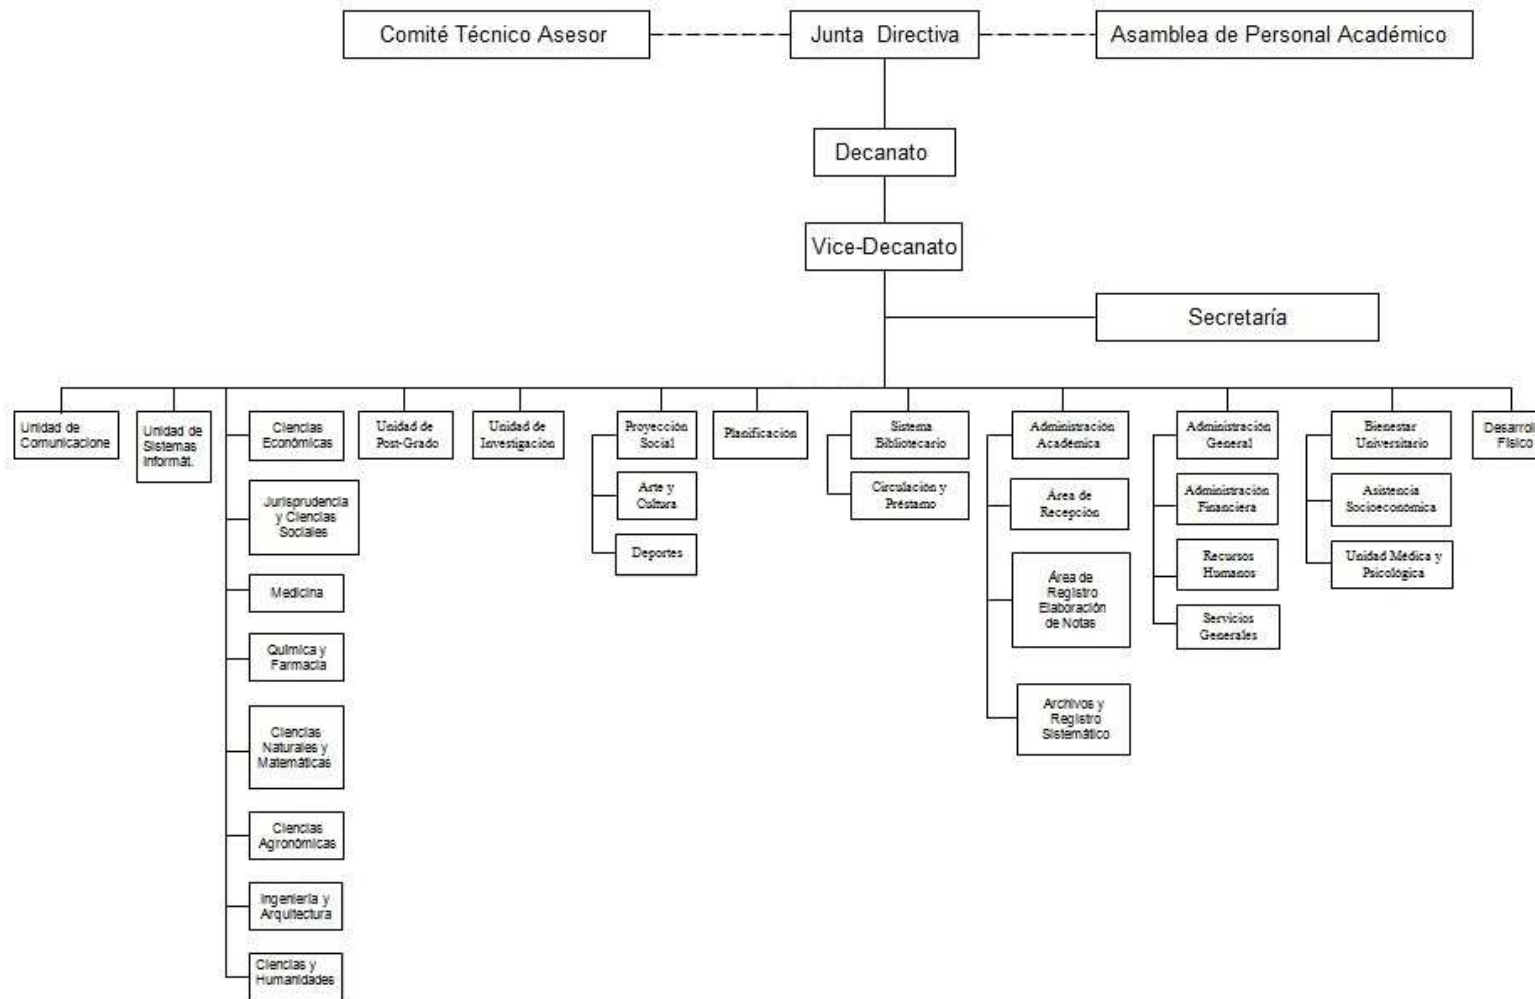 Comité Técnico Asesor
Junta Directiva
Asamblea de Personal Académico
Decanato
Vice-Decanato
Secretaría
Unidad de
Comunicacione
Unidad de
Sistemas
Informát.
Ciencias
Económicas
Unidad de
Post-Grado
Unidad de
Investigación
Proyección
Social
Planificación
Sistema
Bibliotecario
Administración
Académica
Administración
General
Bienestar
Universitario
Desarroll
Físico
Jurisprudencia
y Ciencias
Sociales
Medicina
Química y
Farmacia
Ciencias
Naturales y
Matemáticas
Ciencias
Agronómicas
Ingeniería y
Arquitectura
Ciencias y
Humanidades
Arte y
Cultura
Deportes
Circulación y
Préstamo
Área de
Recepción
Área de
Registro
Elaboración
de Notas
Archivos y
Registro
Sistemático
Administración
Financiera
Recursos
Humanos
Servicios
Generales
Asistencia
Socioeconómica
Unidad Médica y
Psicológica